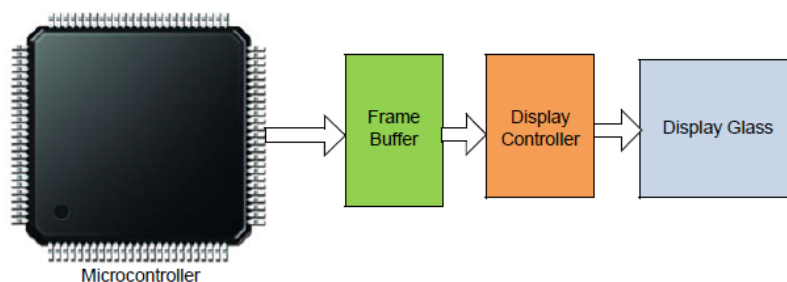 Frame
Buffer
Display
Controller
Display Glass
Microcontroller